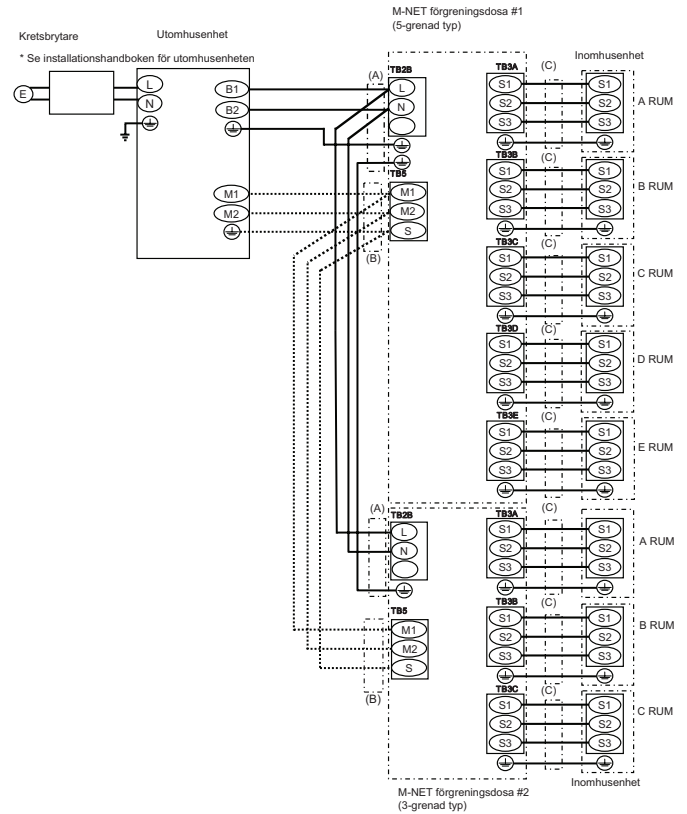 M-NET förgreningsdosa #1
(5-grenad typ)
Kretsbrytare
Utomhusenhet
* Se installationshandboken för utomhusenheten
Inomhusenhet
E
L
N
B1
B2
M1
M2
(A)
TB2B
L
N
TB5
M1
M2
S
(B)
TB3A
(C)
S1
S2
S3
S1
S2
S3
A RUM
TB3B
(C)
S1
S2
S3
S1
S2
S3
B RUM
TB3C
(C)
S1
S2
S3
S1
S2
S3
C RUM
TB3D
(C)
S1
S2
S3
S1
S2
S3
D RUM
TB3E
(C)
S1
S2
S3
S1
S2
S3
E RUM
(A)
TB2B
L
N
TB5
M1
M2
S
(B)
TB3A
(C)
S1
S2
S3
S1
S2
S3
A RUM
TB3B
(C)
S1
S2
S3
S1
S2
S3
B RUM
TB3C
(C)
S1
S2
S3
S1
S2
S3
C RUM
Inomhusenhet
M-NET förgreningsdosa #2
(3-grenad typ)